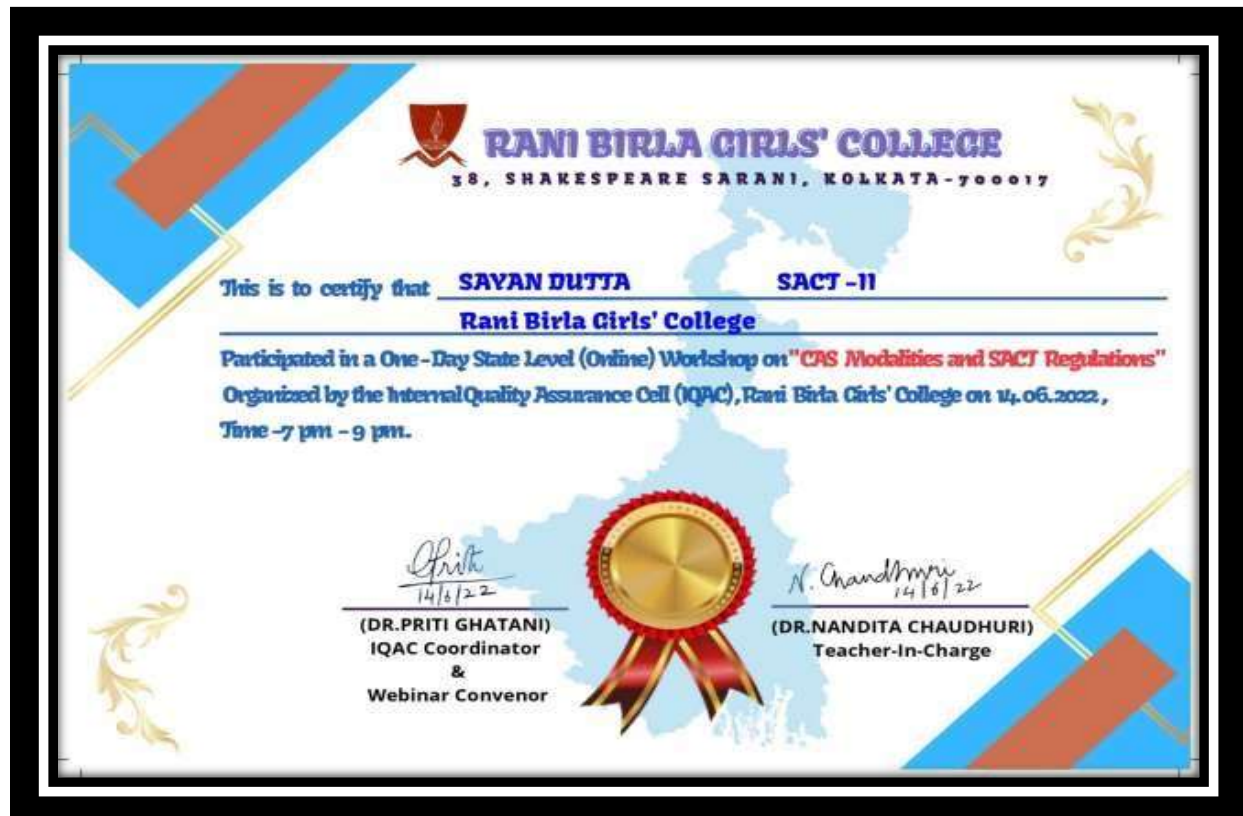 RANI BIRLA GIRLS' COLLEGE
38, SHAKESPEARE SARANI, KOLKATA-700017
This is to certify that SAYAN DUTTA SACT -II
Rani Birla Girls' College
Participated in a One-Day State Level (Online) Workshop on "CAS Modalities and SACT Regulations"
Organized by the Internal Quality Assurance Cell (IQAC), Rani Birla Girls' College on 14.06.2022,
Time -7 pm - 9 pm.
Priti
14/6/22
N. Chaudhuri
14/6/22
(DR.PRITI GHATANI)
IQAC Coordinator
&
Webinar Convenor
(DR.NANDITA CHAUDHURI)
Teacher-In-Charge